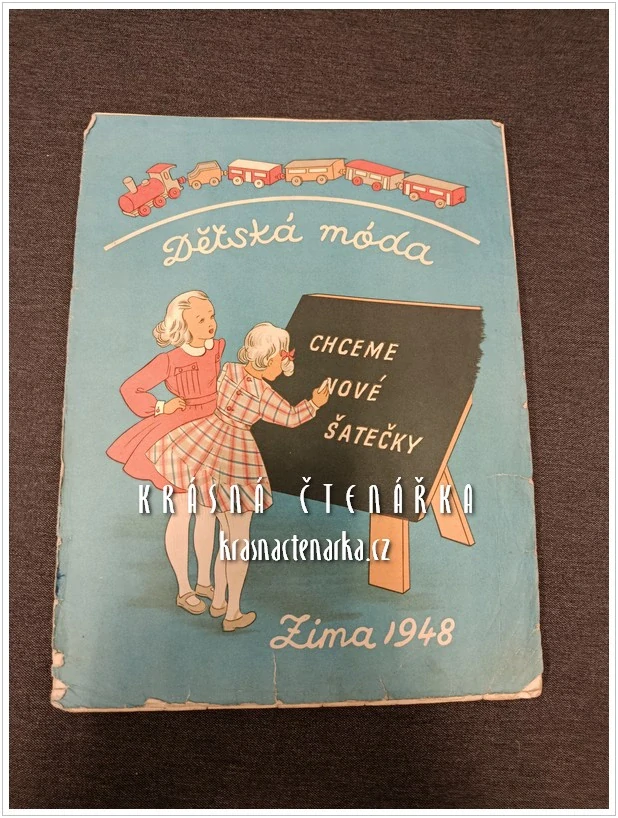 Dětská móda
CHCEME
NOVÉ
ŠATEČKY
KRÁSNÁ ČTENÁŘKA
krasnactenarka.cz
Zima 1948